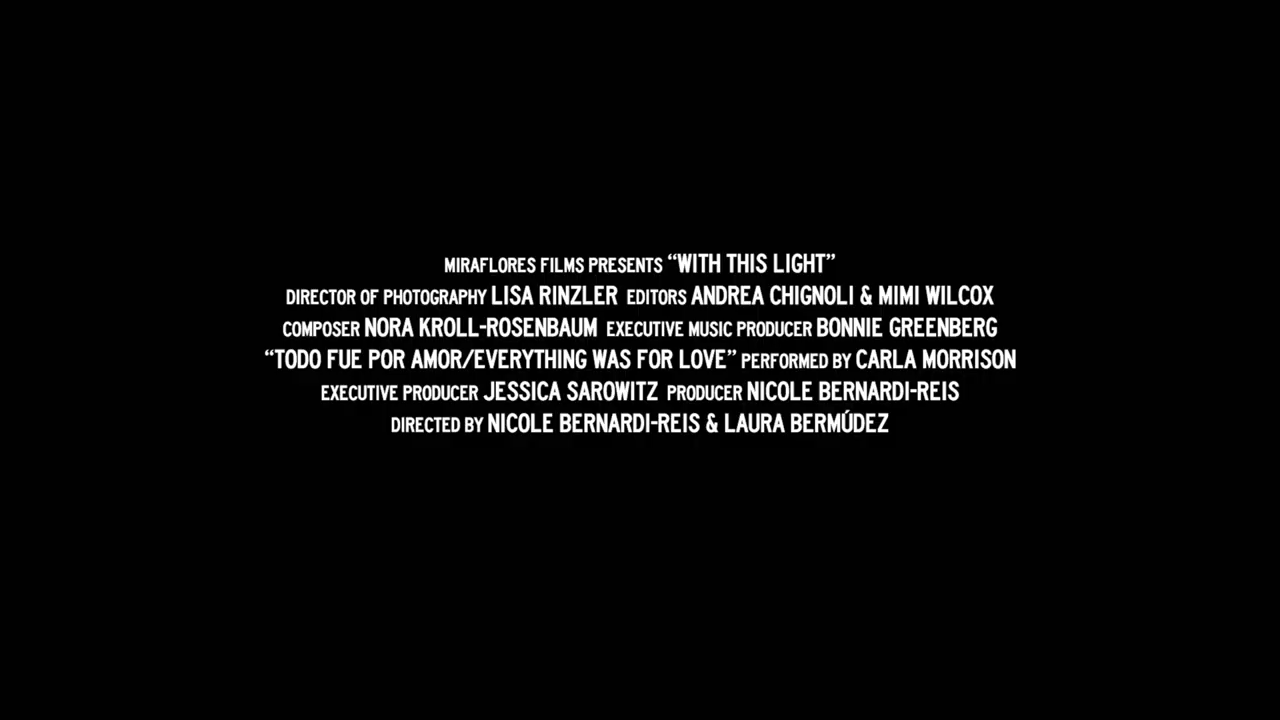 MIRAFLORES FILMS PRESENTS “WITH THIS LIGHT”
DIRECTOR OF PHOTOGRAPHY LISA RINZLER EDITORS ANDREA CHIGNOLI & MIMI WILCOX
COMPOSER NORA KROLL-ROSENBAUM EXECUTIVE MUSIC PRODUCER BONNIE GREENBERG
“TODO FUE POR AMOR/EVERYTHING WAS FOR LOVE” PERFORMED BY CARLA MORRISON
EXECUTIVE PRODUCER JESSICA SAROWITZ PRODUCER NICOLE BERNARDI-REIS
DIRECTED BY NICOLE BERNARDI-REIS & LAURA BERMÚDEZ